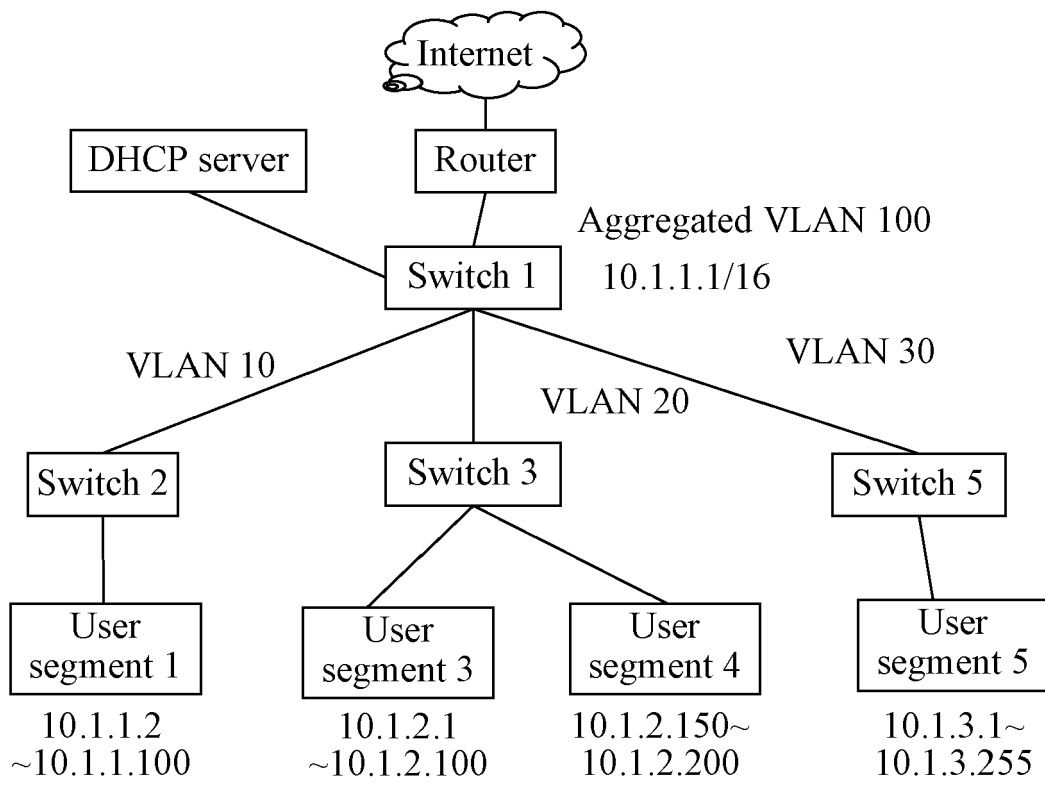 Internet
DHCP server
Router
Aggregated VLAN 100
Switch 1
10.1.1.1/16
VLAN 10
VLAN 20
VLAN 30
Switch 2
Switch 3
Switch 5
User
segment 1
User
segment 3
User
segment 4
User
segment 5
10.1.1.2
~10.1.1.100
10.1.2.1
~10.1.2.100
10.1.2.150~
10.1.2.200
10.1.3.1~
10.1.3.255